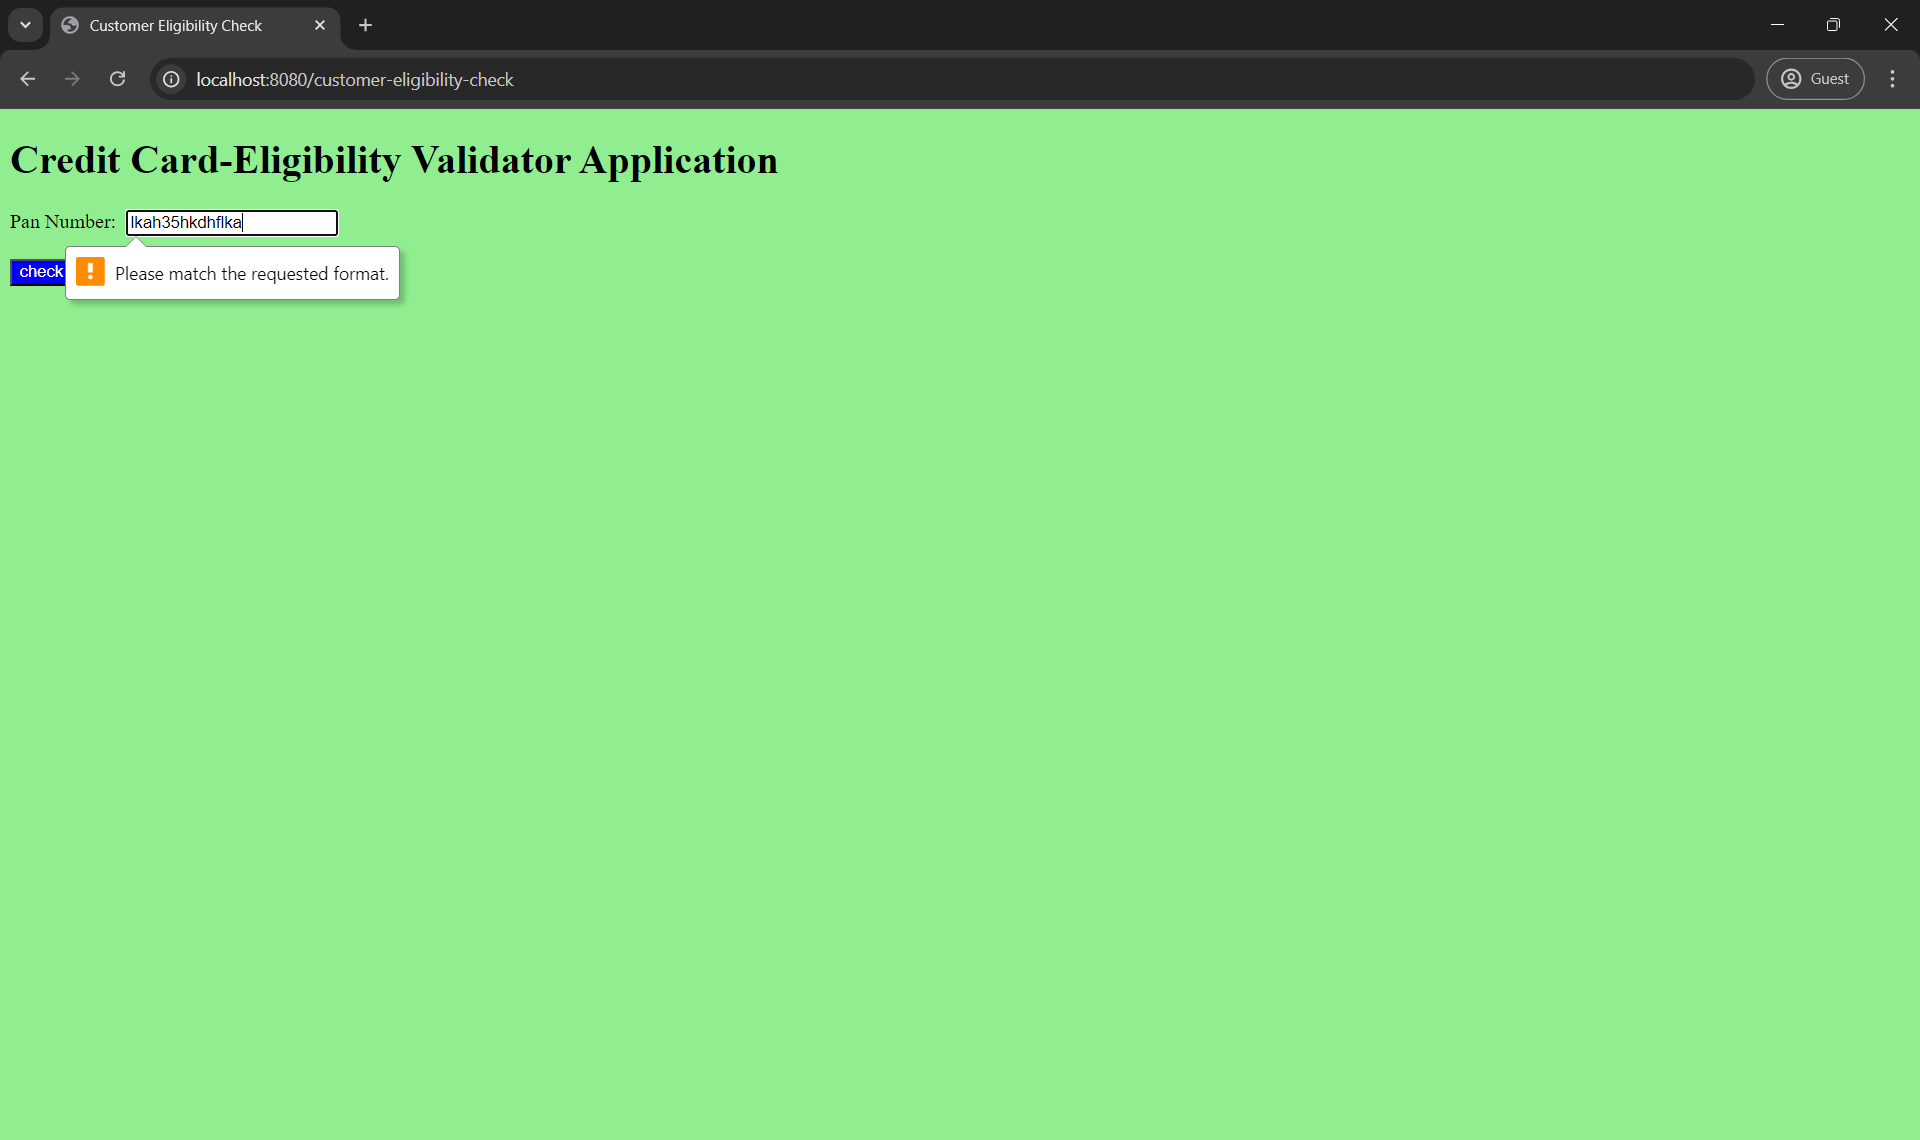 Customer Eligibility Check
localhost:8080/customer-eligibility-check
Guest
Credit Card-Eligibility Validator Application
Pan Number: lkah35hkdhflka
check
Please match the requested format.